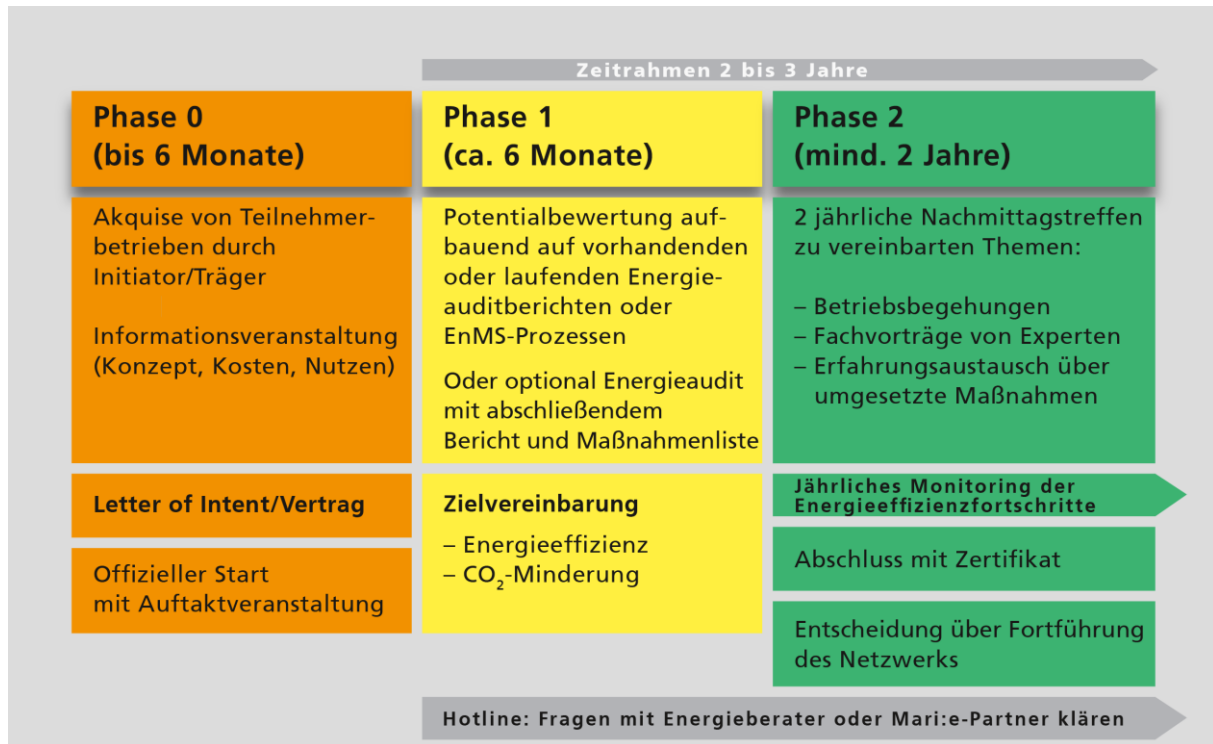 Zeitrahmen 2 bis 3 Jahre
Phase 0
(bis 6 Monate)
Akquise von Teilnehmer-
betrieben durch
Initiator/Träger
Informationsveranstaltung
(Konzept, Kosten, Nutzen)
Letter of Intent/Vertrag
Offizieller Start
mit Auftaktveranstaltung
Phase 1
(ca. 6 Monate)
Potentialbewertung auf-
bauend auf vorhandenden
oder laufenden Energie-
auditberichten oder
EnMS-Prozessen
Oder optional Energieaudit
mit abschließendem
Bericht und Maßnahmenliste
Zielvereinbarung
– Energieeffizienz
– CO₂-Minderung
Phase 2
(mind. 2 Jahre)
2 jährliche Nachmittagstreffen
zu vereinbarten Themen:
– Betriebsbegehungen
– Fachvorträge von Experten
– Erfahrungsaustausch über
umgesetzte Maßnahmen
Jährliches Monitoring der
Energieeffizienzfortschritte
Abschluss mit Zertifikat
Entscheidung über Fortführung
des Netzwerks
Hotline: Fragen mit Energieberater oder Mari:e-Partner klären